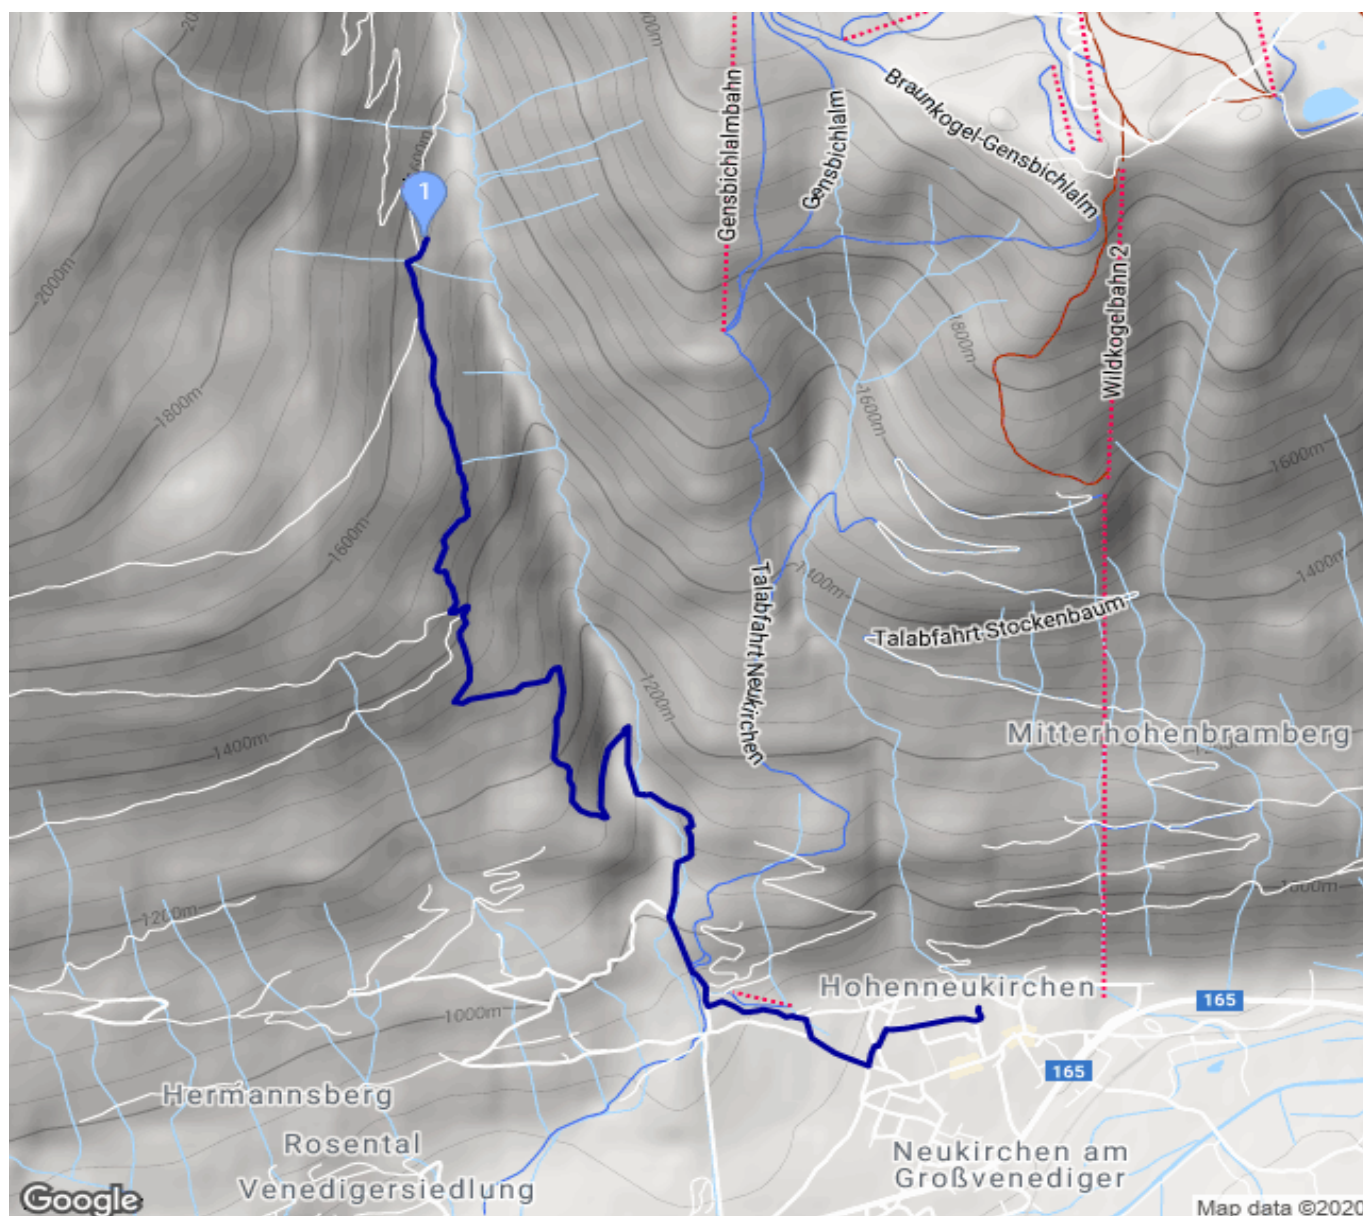 1600m
1
Gensbichlalmbahn
Gensbichlalm
Braunkogel-Gensbichlalm
2000m
1800m
1800m
Wildkogelbahn 2
1600m
1600m
1600m
1400m
1400m
Talabfahrt Neukirchen
Talabfahrt Stockenbaum
1200m
1400m
Mitterhohenbramberg
1200m
1000m
Hohenneukirchen
165
165
Hermannsberg
Rosental
Venedigersiedlung
Neukirchen am
Großvenediger
Google
Map data ©2020